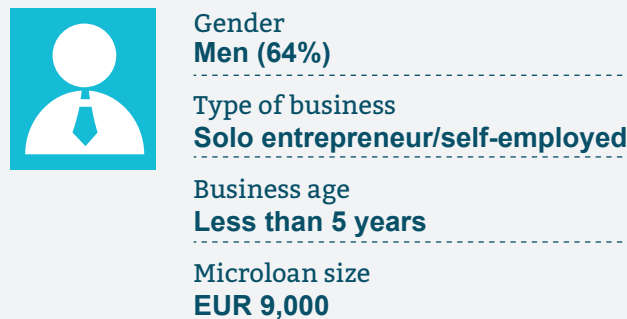 Gender
Men (64%)
Type of business
Solo entrepreneur/self-employed
Business age
Less than 5 years
Microloan size
EUR 9,000